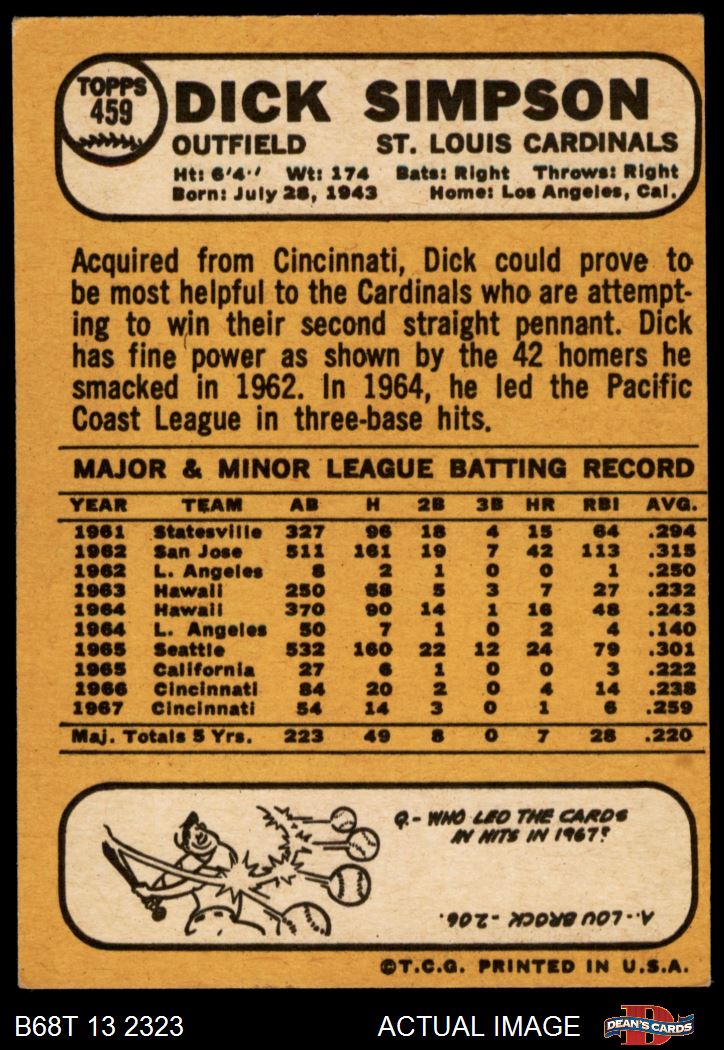 TOPPS
459
DICK SIMPSON
OUTFIELD ST. LOUIS CARDINALS
Ht: 6'4" Wt: 174 Bats: Right Throws: Right
Born: July 28, 1943 Home: Los Angeles, Cal.
Acquired from Cincinnati, Dick could prove to
be most helpful to the Cardinals who are attempt-
ing to win their second straight pennant. Dick
has fine power as shown by the 42 homers he
smacked in 1962. In 1964, he led the Pacific
Coast League in three-base hits.
MAJOR & MINOR LEAGUE BATTING RECORD
YEAR TEAM AB H 2B 3B HR RBI AVG.
1961 Statesville 327 96 18 4 15 64 .294
1962 San Jose 511 161 19 7 42 113 .315
1962 L. Angeles 8 2 1 0 0 1 .250
1963 Hawaii 250 58 5 3 7 27 .232
1964 Hawaii 370 90 14 1 16 48 .243
1964 L. Angeles 50 7 1 0 2 4 .140
1965 Seattle 532 160 22 12 24 79 .301
1965 California 27 6 1 0 0 3 .222
1966 Cincinnati 84 20 2 0 4 14 .238
1967 Cincinnati 54 14 3 0 1 6 .259
Maj. Totals 5 Yrs. 223 49 8 0 7 28 .220
Q.- WHO LED THE CARDS
IN HITS IN 1967?
A.- LOU BROCK - 206.
©T.C.G. PRINTED IN U.S.A.
B68T 13 2323 ACTUAL IMAGE
DEAN'S CARDS